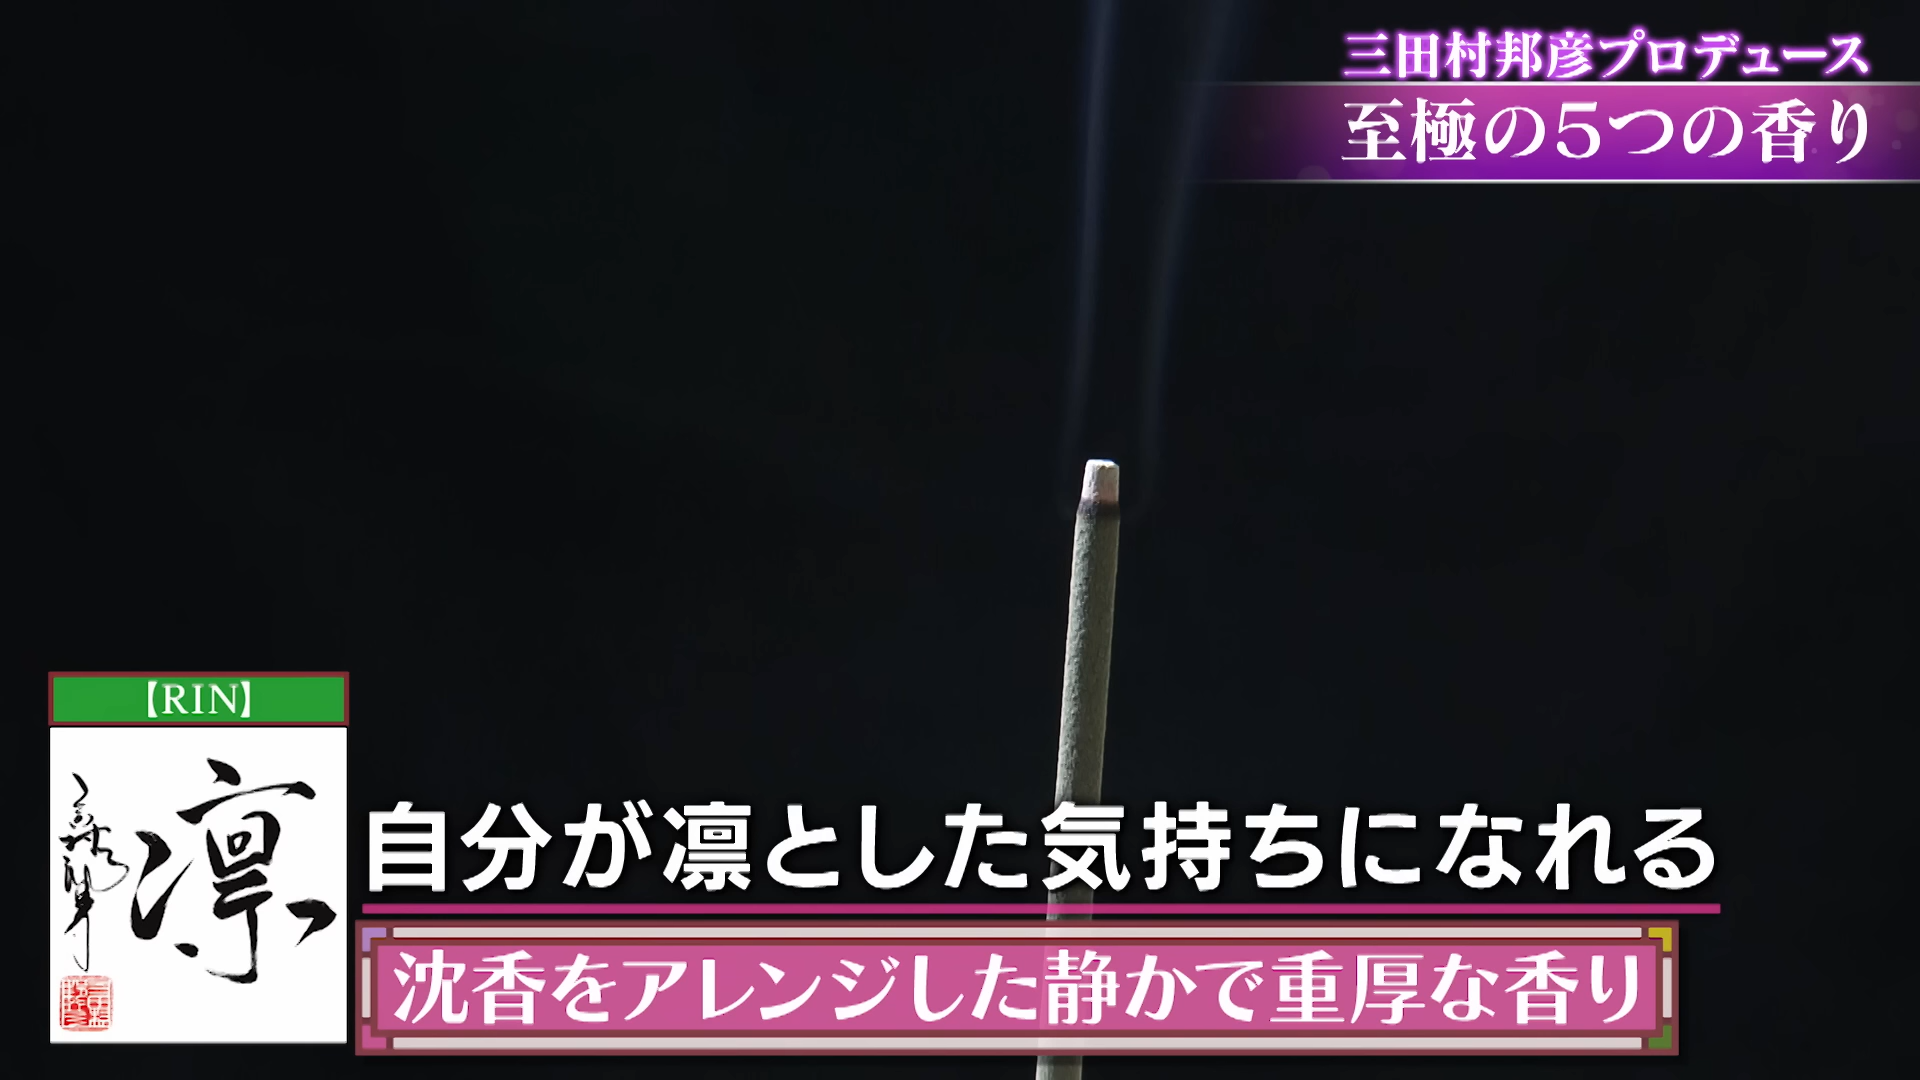 三田村邦彦プロデュース
至極の5つの香り
【RIN】
凛
自分が凛とした気持ちになれる
沈香をアレンジした静かで重厚な香り